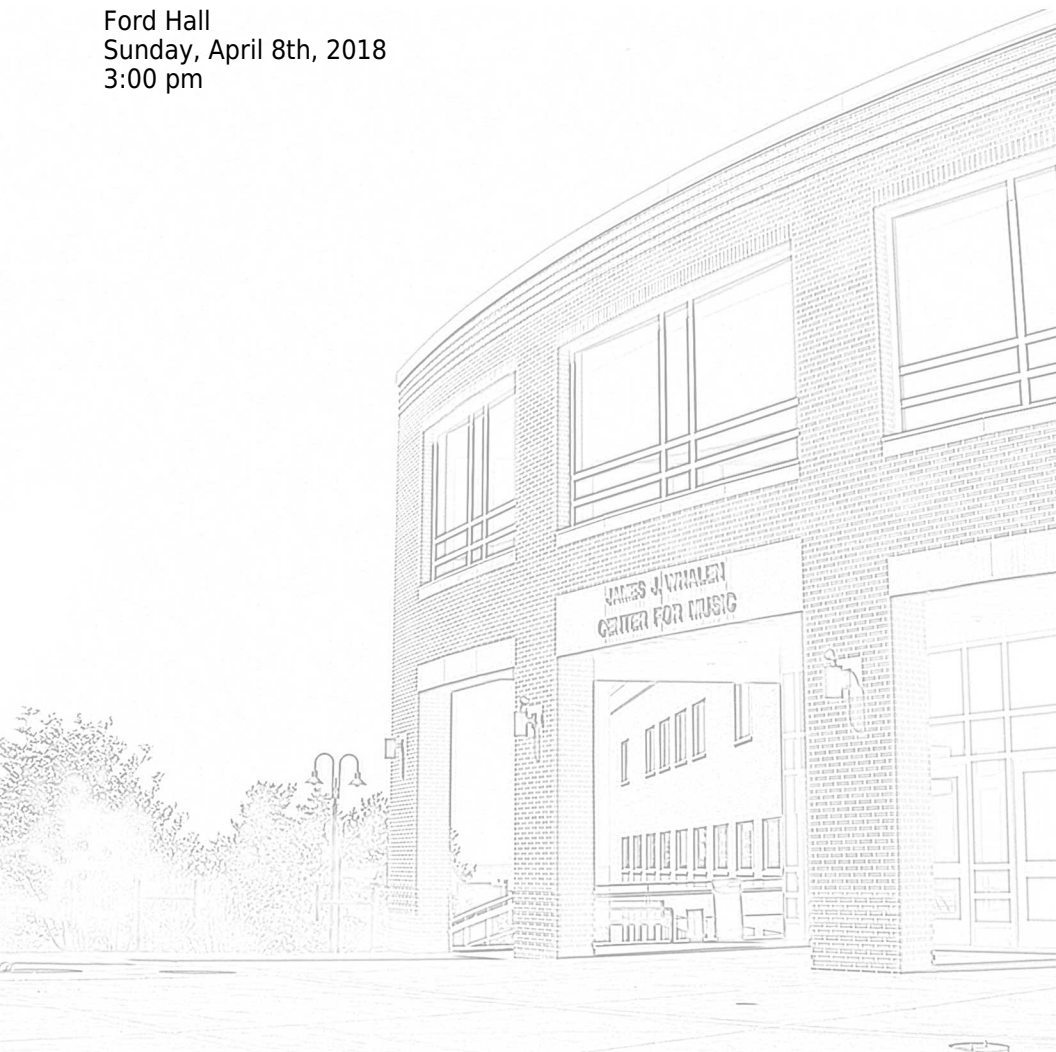 Ford Hall
Sunday, April 8th, 2018
3:00 pm
JAMES J. WHALEN
CENTER FOR MUSIC